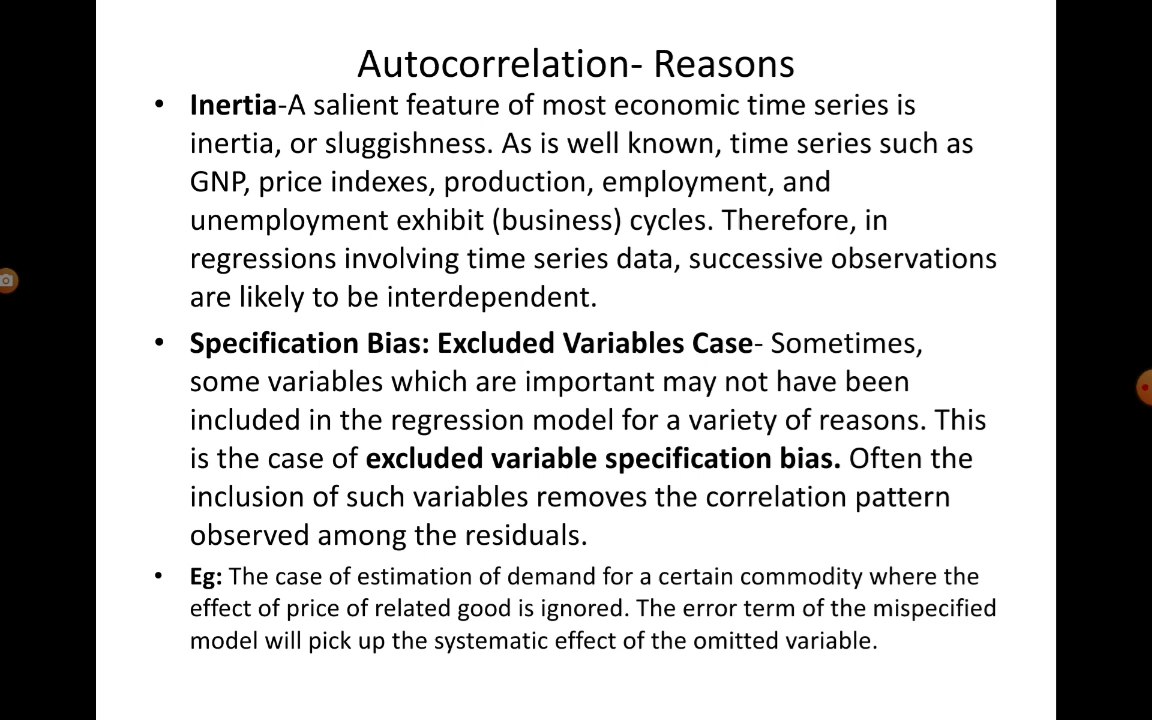 Autocorrelation- Reasons
• Inertia-A salient feature of most economic time series is
inertia, or sluggishness. As is well known, time series such as
GNP, price indexes, production, employment, and
unemployment exhibit (business) cycles. Therefore, in
regressions involving time series data, successive observations
are likely to be interdependent.
• Specification Bias: Excluded Variables Case- Sometimes,
some variables which are important may not have been
included in the regression model for a variety of reasons. This
is the case of excluded variable specification bias. Often the
inclusion of such variables removes the correlation pattern
observed among the residuals.
• Eg: The case of estimation of demand for a certain commodity where the
effect of price of related good is ignored. The error term of the mispecified
model will pick up the systematic effect of the omitted variable.